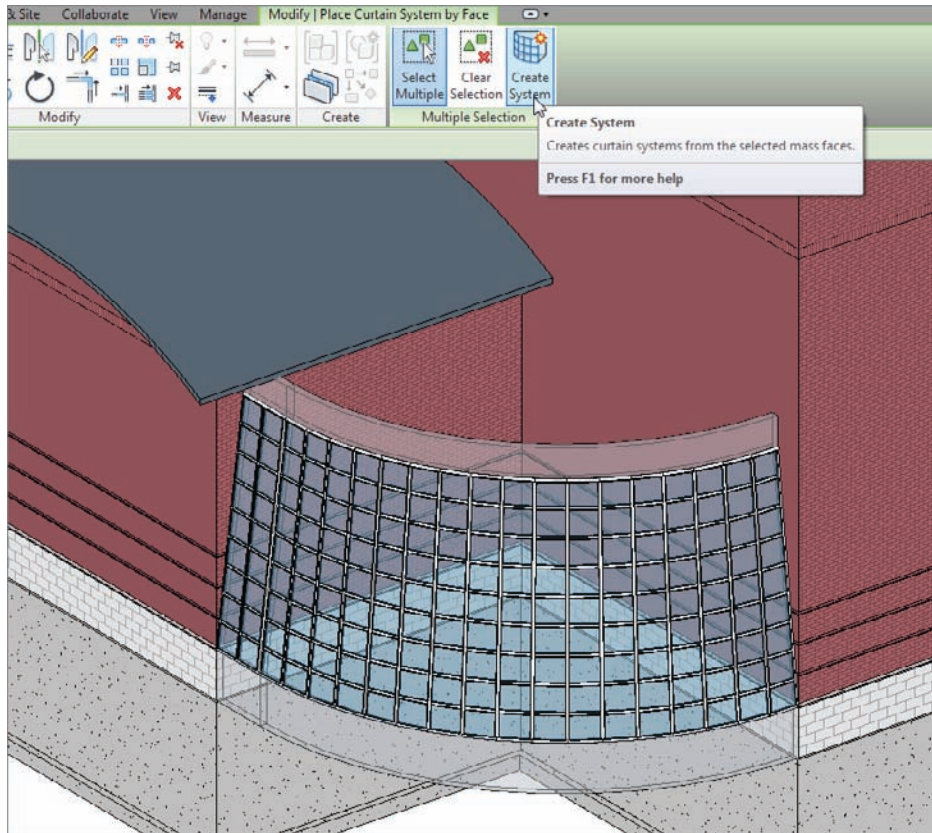 & Site Collaborate View Manage Modify | Place Curtain System by Face
Select Multiple
Clear Selection
Create System
Modify View Measure Create Multiple Selection
Create System
Creates curtain systems from the selected mass faces.
Press F1 for more help